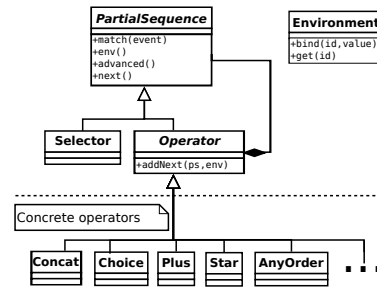 PartialSequence
+match(event)
+env()
+advanced()
+next()
Environment
+bind(id,value)
+get(id)
Selector
Operator
+addNext(ps,env)
Concrete operators
Concat
Choice
Plus
Star
AnyOrder
...